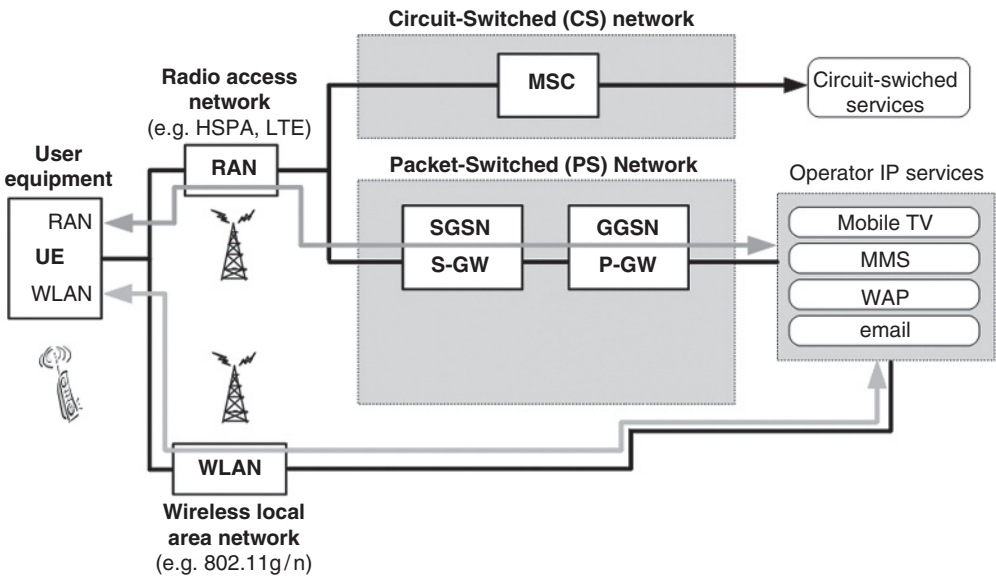 Circuit-Switched (CS) network
MSC
Circuit-swiched
services
Radio access
network
(e.g. HSPA, LTE)
RAN
Packet-Switched (PS) Network
SGSN
S-GW
GGSN
P-GW
Operator IP services
Mobile TV
MMS
WAP
email
User
equipment
RAN
UE
WLAN
WLAN
Wireless local
area network
(e.g. 802.11g/n)